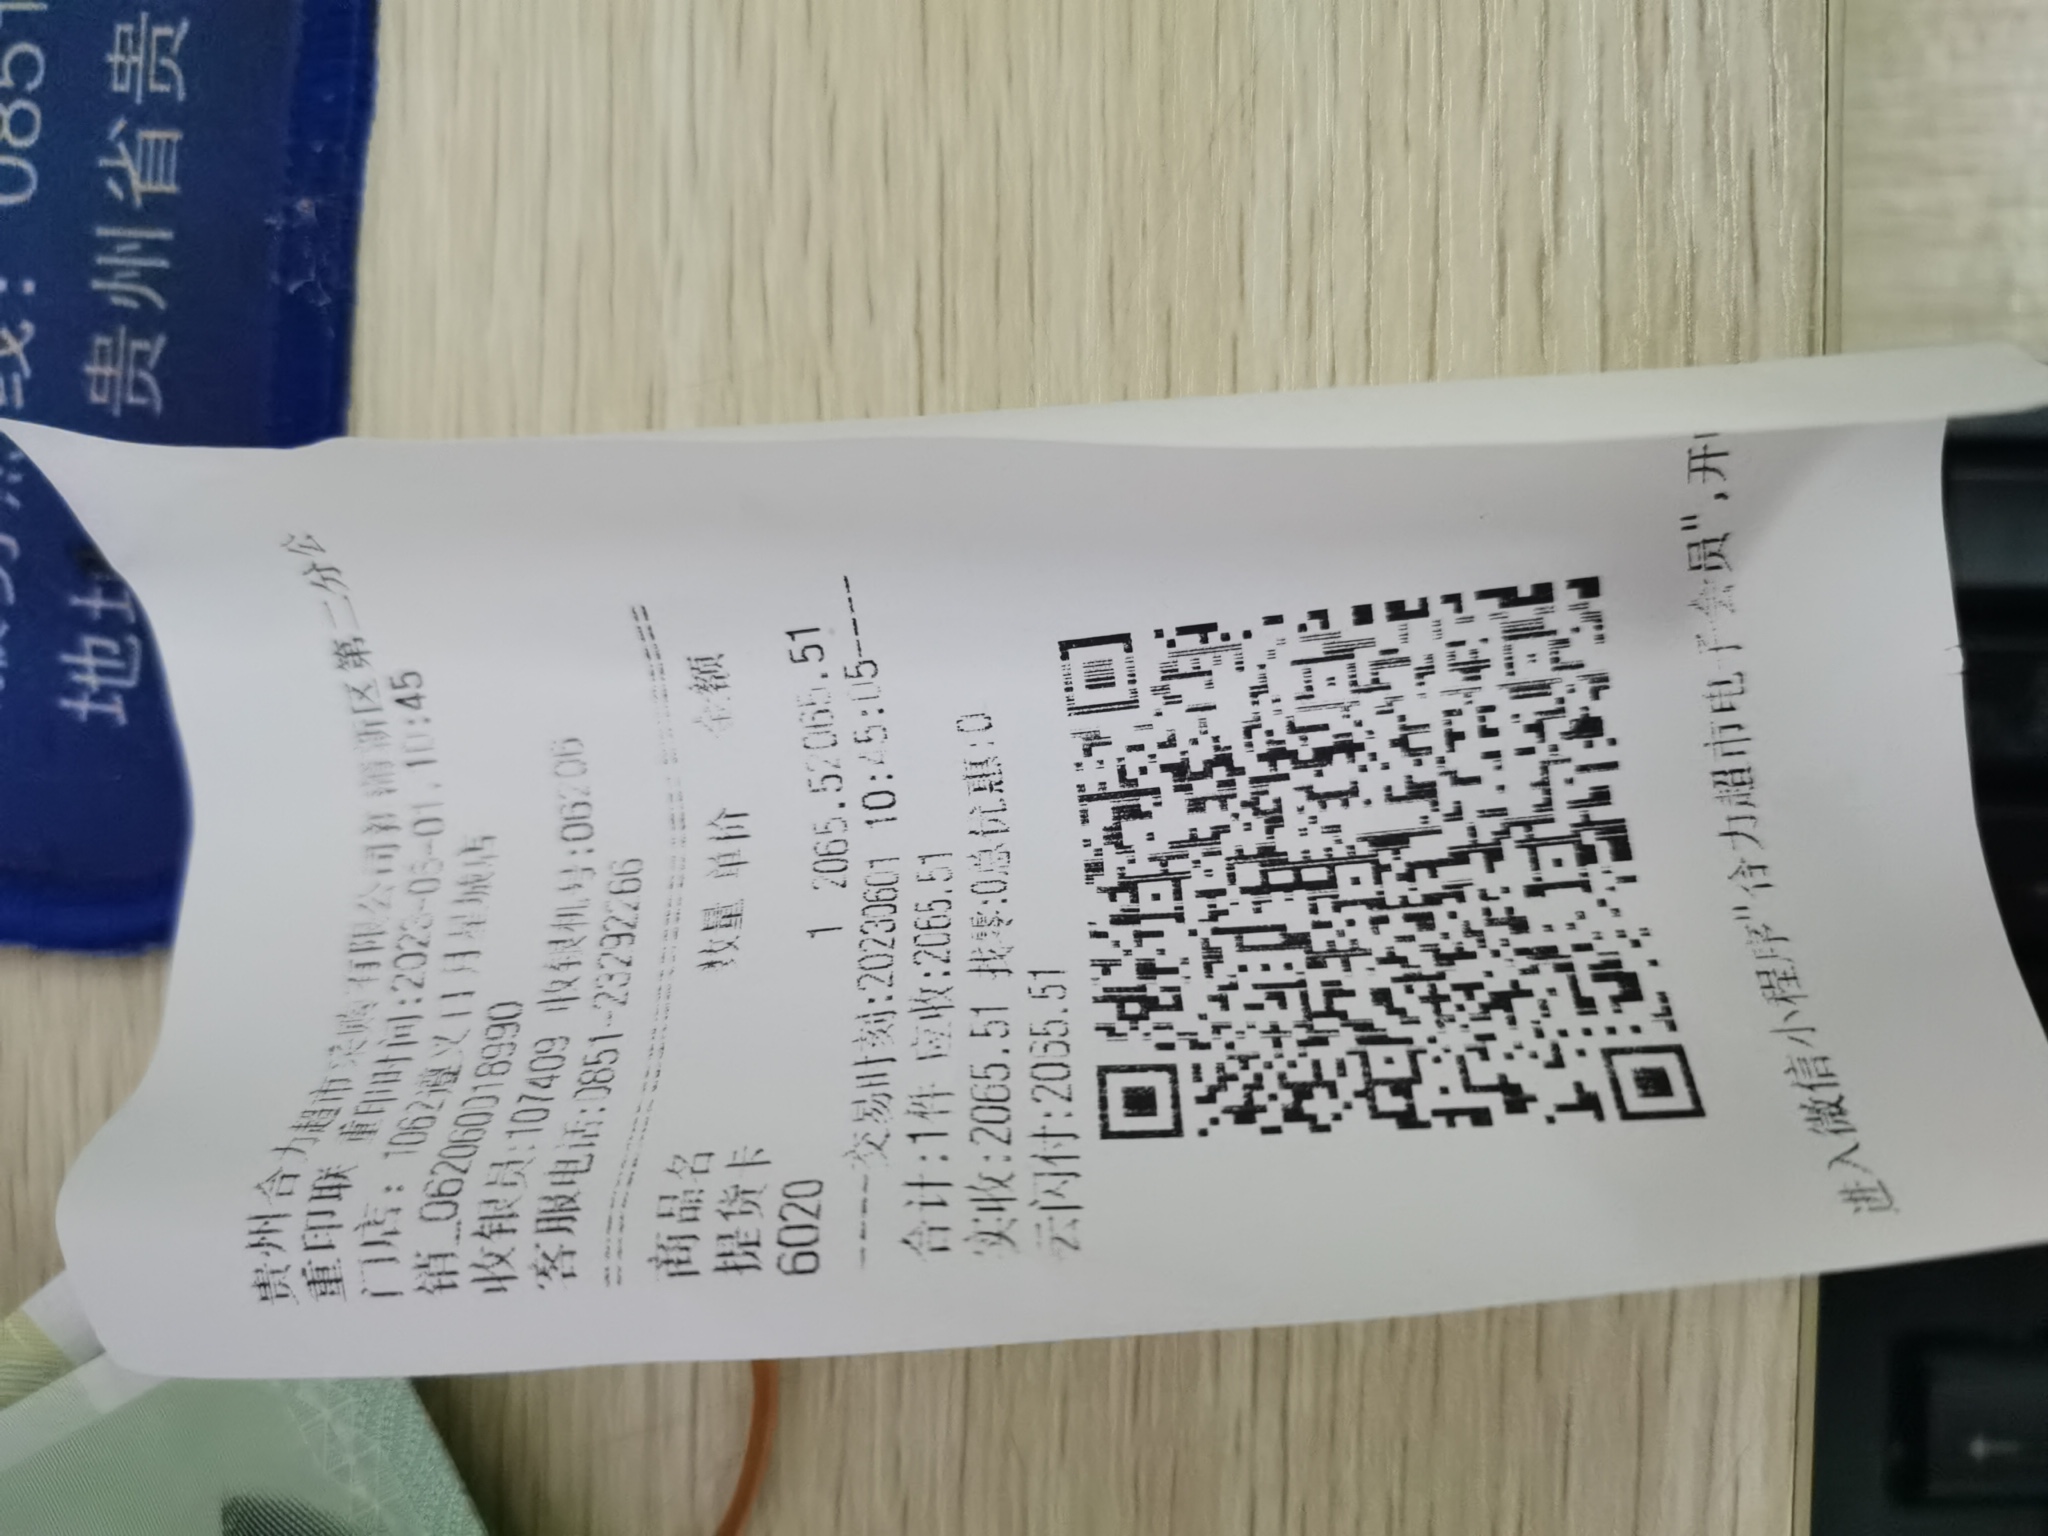 贵州合力超市采购有限公司新蒲新区第二分公
重印联 重印时间:2023-06-01,10:45
门店: 1062遵义 日月星城店
销_0620600189990
收银员:107409 收银机号:06206
客服电话:0851-23292266
商品名 数量 单价 金额
提货卡
6020 1 2065.52065.51
----交易时刻:20230601 10:45:05----
合计:1件 应收:2065.51
实收:2065.51 找零:0总优惠:0
云闪付:2065.51
进入微信小程序"合力超市电子会员",开
085
贵州省贵
地址